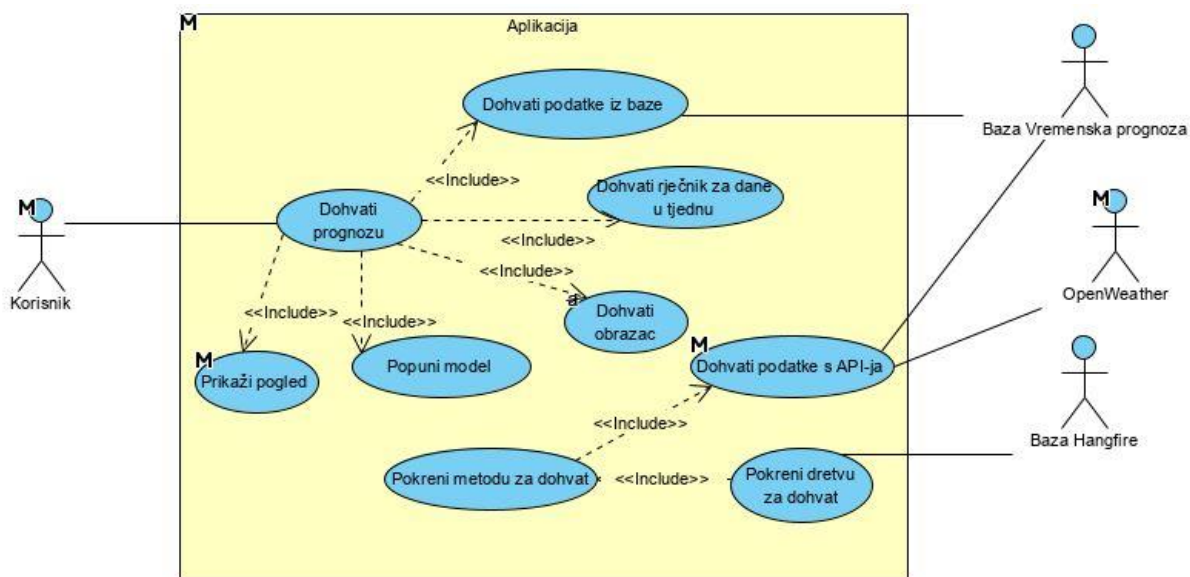 M
Aplikacija
Dohvati podatke iz baze
Baza Vremenska prognoza
<<Include>>
Dohvati rječnik za dane
u tjednu
M
Dohvati
prognozu
<<Include>>
M
Korisnik
<<Include>>
OpenWeather
<<Include>>
<<Include>>
Dohvati
obrazac
M
Prikaži pogled
Popuni model
M
Dohvati podatke s API-ja
<<Include>>
Baza Hangfire
Pokreni metodu za dohvat
<<Include>>
Pokreni dretvu
za dohvat